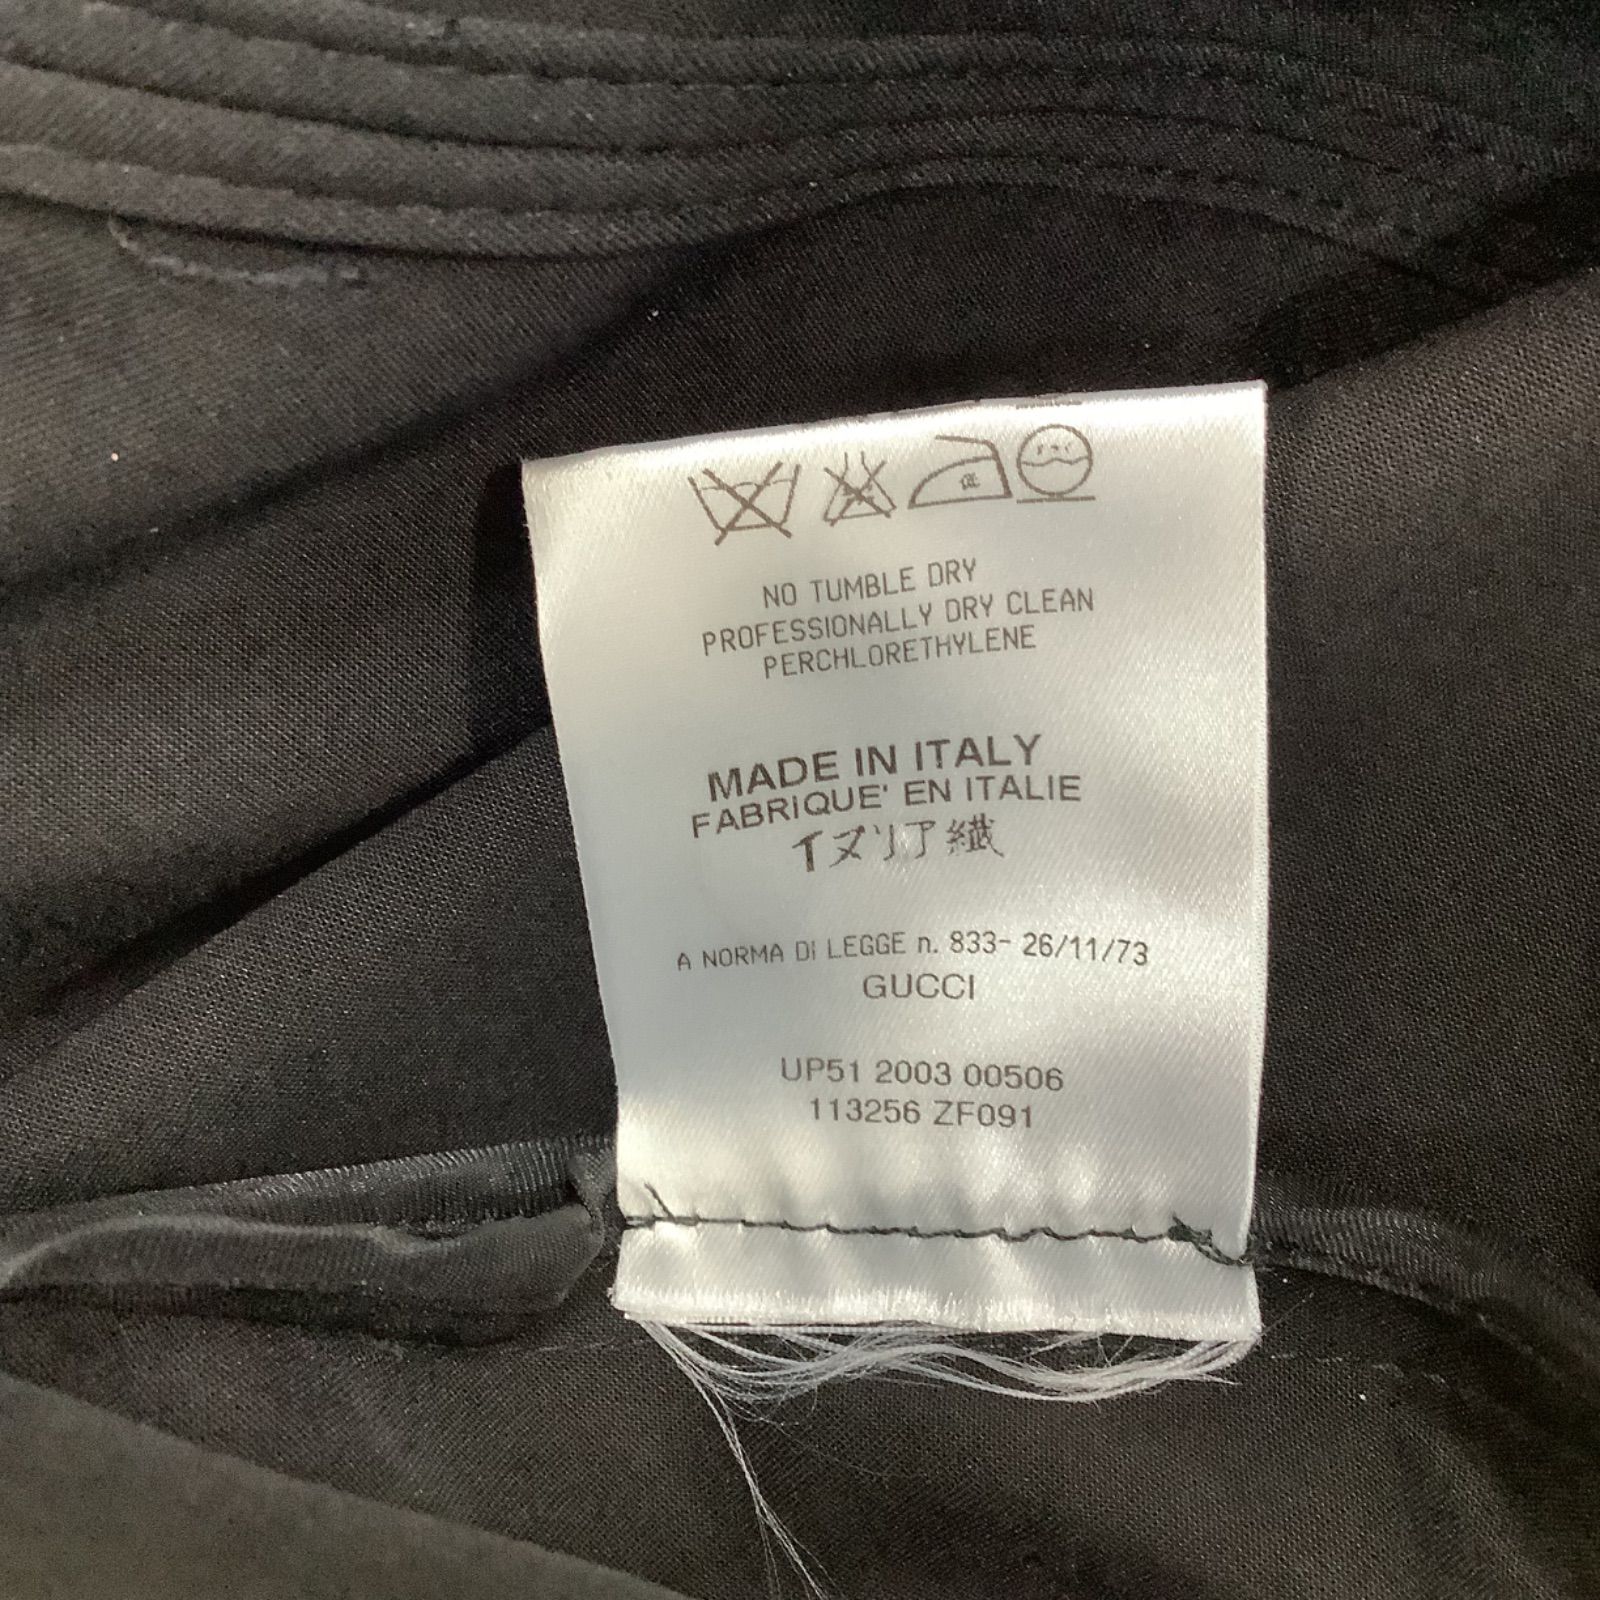 NO TUMBLE DRY
PROFESSIONALLY DRY CLEAN
PERCHLORETHYLENE
MADE IN ITALY
FABRIQUE' EN ITALIE
イヌリア繊
A NORMA DI LEGGE n. 833- 26/11/73
GUCCI
UP51 2003 00506
113256 ZF091